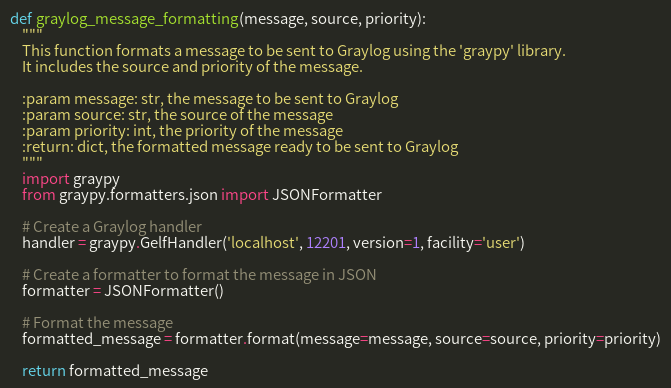 def graylog_message_formatting(message, source, priority):
"""
This function formats a message to be sent to Graylog using the 'graypy' library.
It includes the source and priority of the message.
:param message: str, the message to be sent to Graylog
:param source: str, the source of the message
:param priority: int, the priority of the message
:return: dict, the formatted message ready to be sent to Graylog
"""
import graypy
from graypy.formatters.json import JSONFormatter
# Create a Graylog handler
handler = graypy.GelfHandler('localhost', 12201, version=1, facility='user')
# Create a formatter to format the message in JSON
formatter = JSONFormatter()
# Format the message
formatted_message = formatter.format(message=message, source=source, priority=priority)
return formatted_message